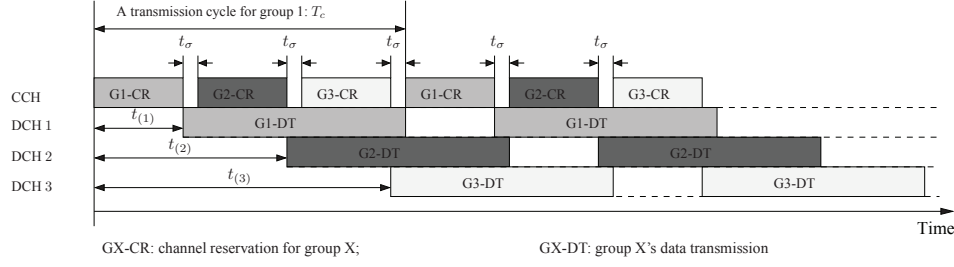 A transmission cycle for group 1: T_c
t_σ t_σ t_σ t_σ t_σ
CCH G1-CR G2-CR G3-CR G1-CR G2-CR G3-CR
DCH 1 t_(1) G1-DT G1-DT
DCH 2 t_(2) G2-DT G2-DT
DCH 3 t_(3) G3-DT G3-DT
Time
GX-CR: channel reservation for group X; GX-DT: group X's data transmission